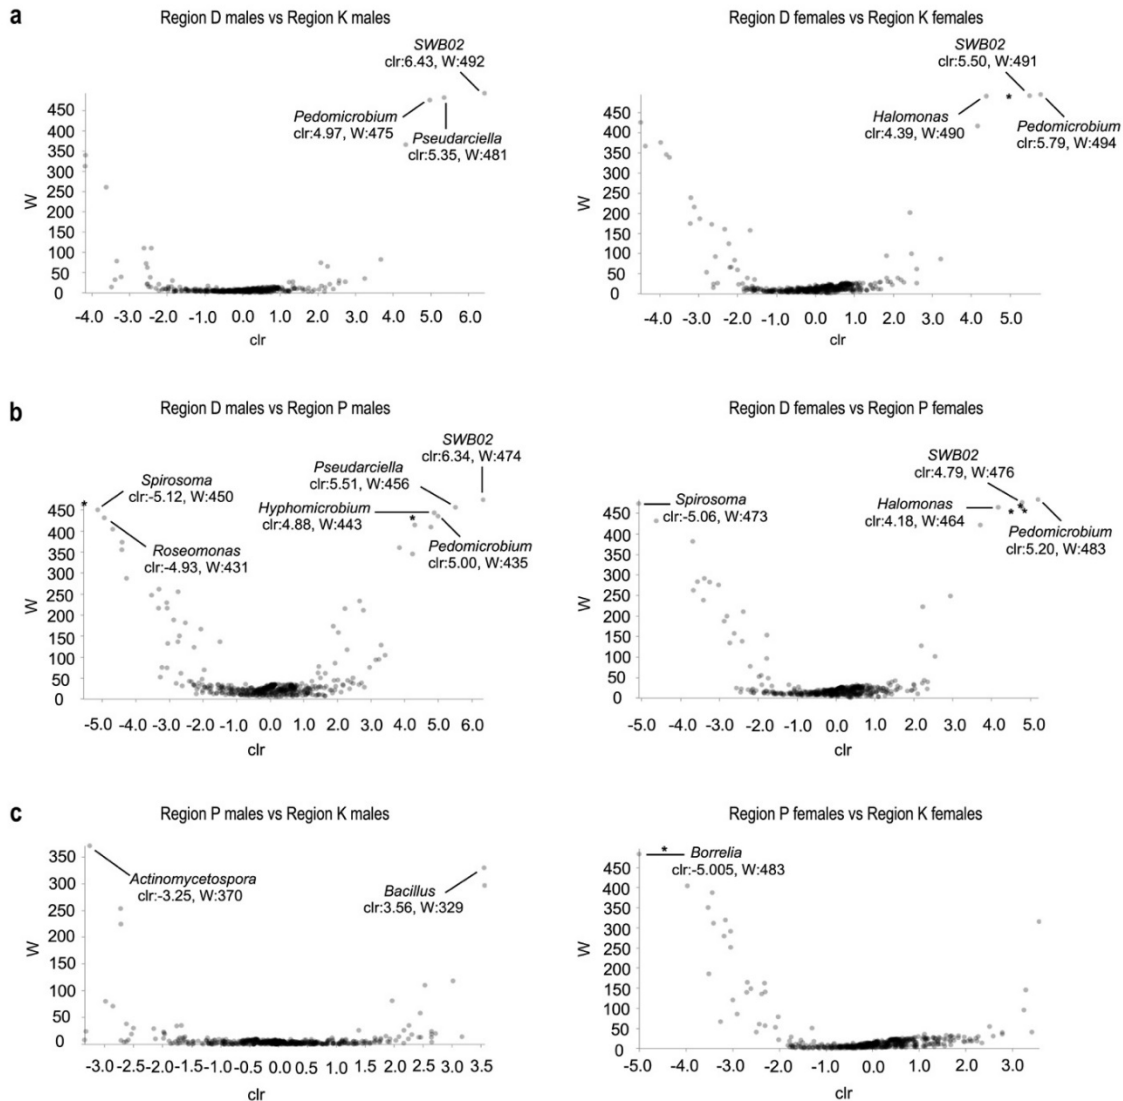 a
Region D males vs Region K males
SWB02
clr:6.43, W:492
Pedomicrobium
clr:4.97, W:475
Pseudarciella
clr:5.35, W:481
W
450
400
350
300
250
200
150
100
50
0
-4.0 -3.0 -2.0 -1.0 0.0 1.0 2.0 3.0 4.0 5.0 6.0
clr
Region D females vs Region K females
SWB02
clr:5.50, W:491
Halomonas
clr:4.39, W:490
*
Pedomicrobium
clr:5.79, W:494
W
450
400
350
300
250
200
150
100
50
0
-4.0 -3.0 -2.0 -1.0 0.0 1.0 2.0 3.0 5.0
clr
b
Region D males vs Region P males
SWB02
clr:6.34, W:474
Pseudarciella
clr:5.51, W:456
Spirosoma
clr:-5.12, W:450
*
Hyphomicrobium
clr:4.88, W:443
*
Roseomonas
clr:-4.93, W:431
Pedomicrobium
clr:5.00, W:435
W
450
400
350
300
250
200
150
100
50
0
-5.0 -4.0 -3.0 -2.0 -1.0 0.0 1.0 2.0 3.0 4.0 5.0 6.0
clr
Region D females vs Region P females
SWB02
clr:4.79, W:476
Spirosoma
clr:-5.06, W:473
Halomonas
clr:4.18, W:464
* * *
Pedomicrobium
clr:5.20, W:483
W
450
400
350
300
250
200
150
100
50
0
-5.0 -4.0 -3.0 -2.0 -1.0 0.0 1.0 2.0 3.0 4.0 5.0
clr
c
Region P males vs Region K males
Actinomycetospora
clr:-3.25, W:370
Bacillus
clr:3.56, W:329
W
350
300
250
200
150
100
50
0
-3.0 -2.5 -2.0 -1.5 -1.0 -0.5 0.0 0.5 1.0 1.5 2.0 2.5 3.0 3.5
clr
Region P females vs Region K females
*
Borrelia
clr:-5.005, W:483
W
450
400
350
300
250
200
150
100
50
0
-5.0 -4.0 -3.0 -2.0 -1.0 0.0 1.0 2.0 3.0
clr